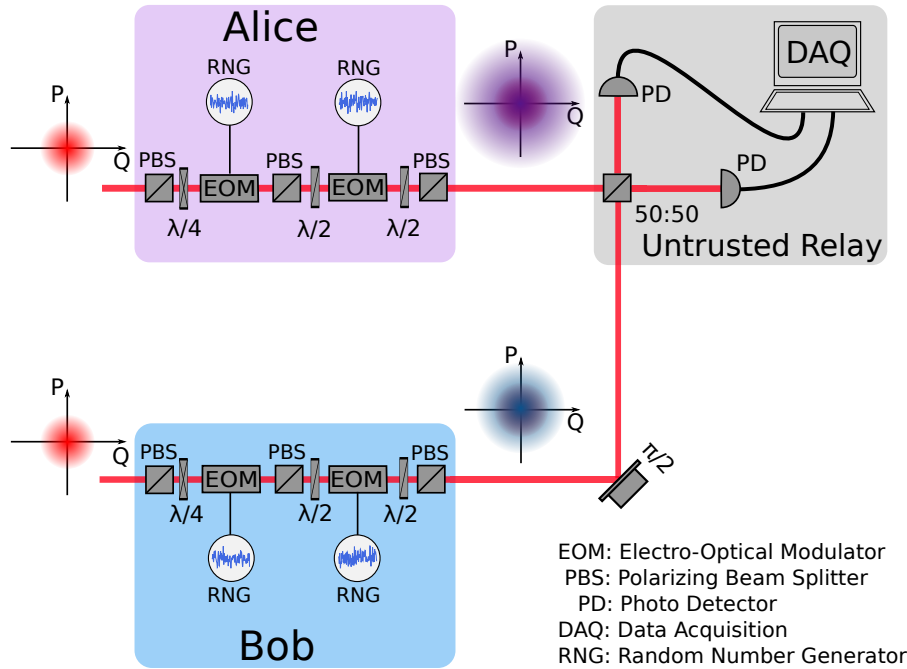 Alice
RNG
RNG
P
Q
PBS
EOM
PBS
EOM
PBS
λ/4
λ/2
λ/2
P
Q
PD
DAQ
PD
50:50
Untrusted Relay
P
Q
PBS
EOM
PBS
EOM
PBS
λ/4
λ/2
λ/2
RNG
RNG
Bob
P
Q
π/2
EOM: Electro-Optical Modulator
PBS: Polarizing Beam Splitter
PD: Photo Detector
DAQ: Data Acquisition
RNG: Random Number Generator